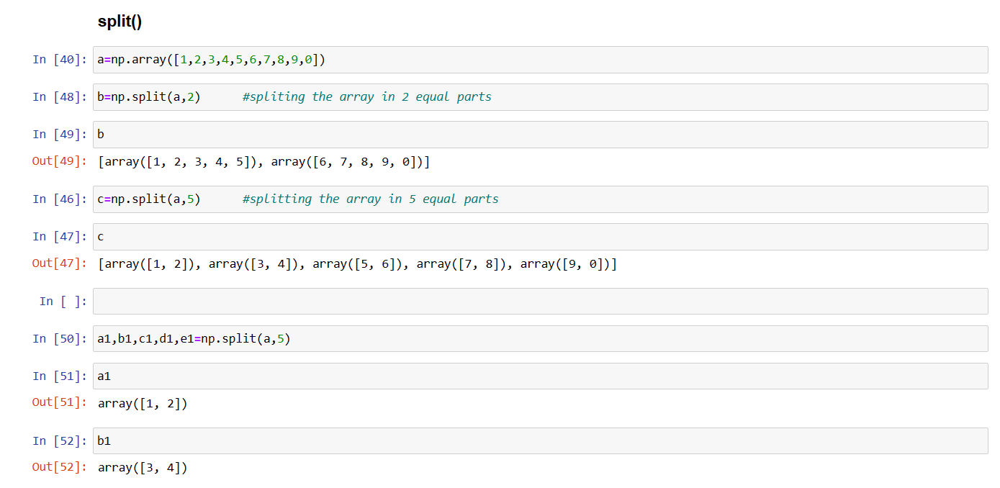 split()
In [40]: a=np.array([1,2,3,4,5,6,7,8,9,0])
In [48]: b=np.split(a,2)      #spliting the array in 2 equal parts
In [49]: b
Out[49]: [array([1, 2, 3, 4, 5]), array([6, 7, 8, 9, 0])]
In [46]: c=np.split(a,5)      #splitting the array in 5 equal parts
In [47]: c
Out[47]: [array([1, 2]), array([3, 4]), array([5, 6]), array([7, 8]), array([9, 0])]
In [ ]:
In [50]: a1,b1,c1,d1,e1=np.split(a,5)
In [51]: a1
Out[51]: array([1, 2])
In [52]: b1
Out[52]: array([3, 4])